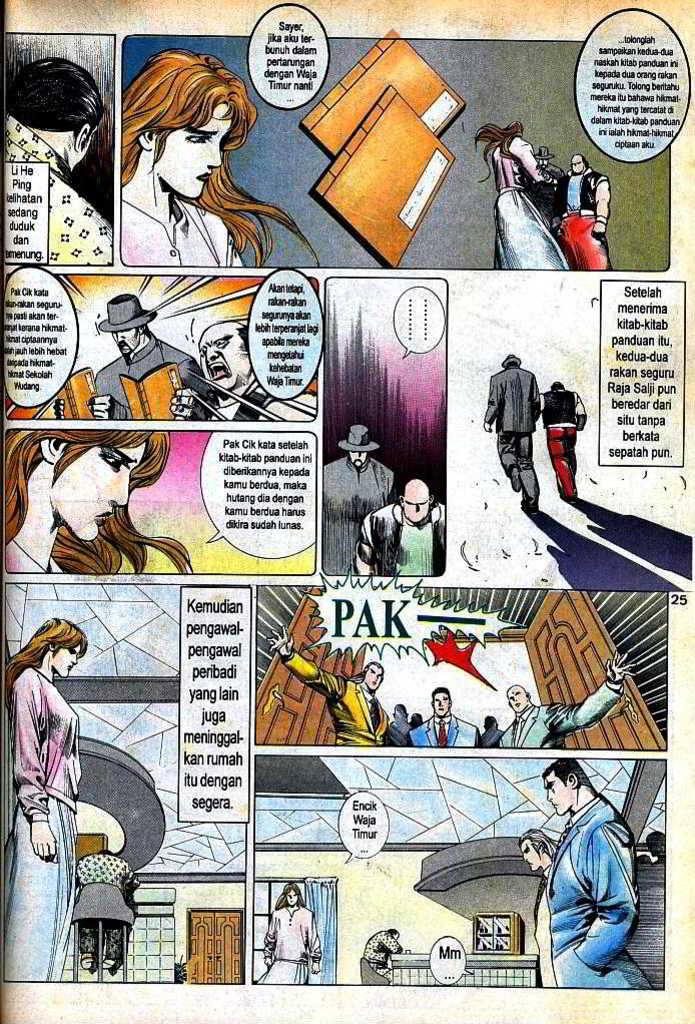 Li He
Ping
kelihatan
sedang
duduk
dan
termenung.
Sayer,
jika aku ter-
bunuh dalam
pertarungan
dengan Waja
Timur nanti
...
...tolonglah
sampaikan kedua-dua
naskah kitab panduan ini
kepada dua orang rakan
seguruku. Tolong beritahu
mereka itu bahawa hikmat-
hikmat yang tercatat di
dalam kitab-kitab panduan
ini ialah hikmat-hikmat
ciptaan aku.
Pak Cik kata
rakan-rakan seguru-
nya pasti akan ter-
peranjat kerana hikmat-
hikmat ciptaannya
adalah jauh lebih hebat
daripada hikmat-
hikmat Sekolah
Wudang.
Akan tetapi,
rakan-rakan
segurunya akan
lebih terperanjat lagi
apabila mereka
mengetahui
kehebatan
Waja Timur.
......
Setelah
menerima
kitab-kitab
panduan itu,
kedua-dua
rakan seguru
Raja Salji pun
beredar dari
situ tanpa
berkata
sepatah pun.
Pak Cik kata setelah
kitab-kitab panduan ini
diberikannya kepada
kamu berdua, maka
hutang dia dengan
kamu berdua harus
dikira sudah lunas.
25
Kemudian
pengawal-
pengawal
peribadi
yang lain
juga
meninggal-
kan rumah
itu dengan
segera.
PAK —
Encik
Waja
Timur
...
Mm
...